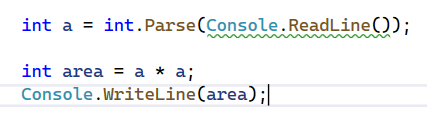 int a = int.Parse(Console.ReadLine());
int area = a * a;
Console.WriteLine(area);